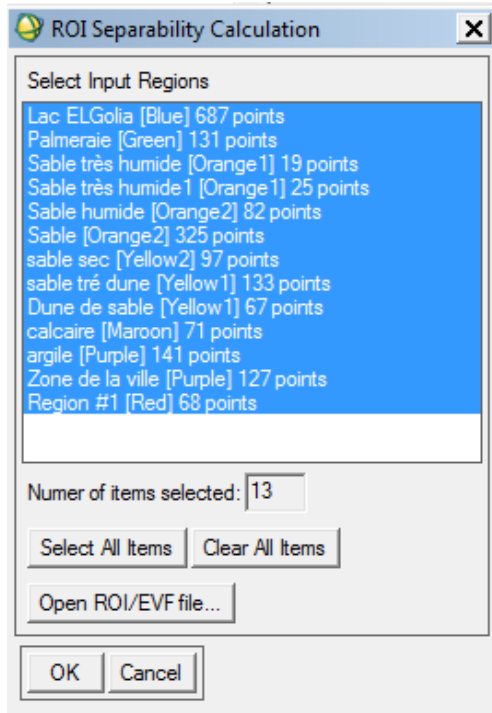 ROI Separability Calculation
Select Input Regions
Lac ELGolia [Blue] 687 points
Palmeraie [Green] 131 points
Sable très humide [Orange1] 19 points
Sable très humide1 [Orange1] 25 points
Sable humide [Orange2] 82 points
Sable [Orange2] 325 points
sable sec [Yellow2] 97 points
sable tré dune [Yellow1] 133 points
Dune de sable [Yellow1] 67 points
calcaire [Maroon] 71 points
argile [Purple] 141 points
Zone de la ville [Purple] 127 points
Region #1 [Red] 68 points
Numer of items selected: 13
Select All Items Clear All Items
Open ROI/EVF file...
OK Cancel